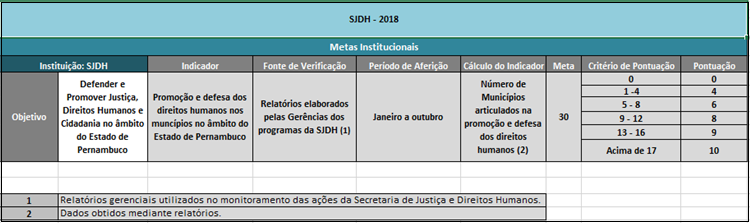 SJDH - 2018
Metas Institucionais
Instituição: SJDH
Indicador
Fonte de Verificação
Período de Aferição
Cálculo do Indicador
Meta
Critério de Pontuação
Pontuação
Objetivo
Defender e
Promover Justiça,
Direitos Humanos e
Cidadania no âmbito
do Estado de
Pernambuco
Promoção e defesa dos
direitos humanos nos
muncípios no âmbito do
Estado de Pernambuco
Relatórios elaborados
pelas Gerências dos
programas da SJDH (1)
Janeiro a outubro
Número de
Municípios
articulados na
promoção e defesa
dos direitos
humanos (2)
30
0 0
1 -4 4
5 - 8 6
9 - 12 8
13 - 16 9
Acima de 17 10
1 Relatórios gerenciais utilizados no monitoramento das ações da Secretaria de Justiça e Direitos Humanos.
2 Dados obtidos mediante relatórios.